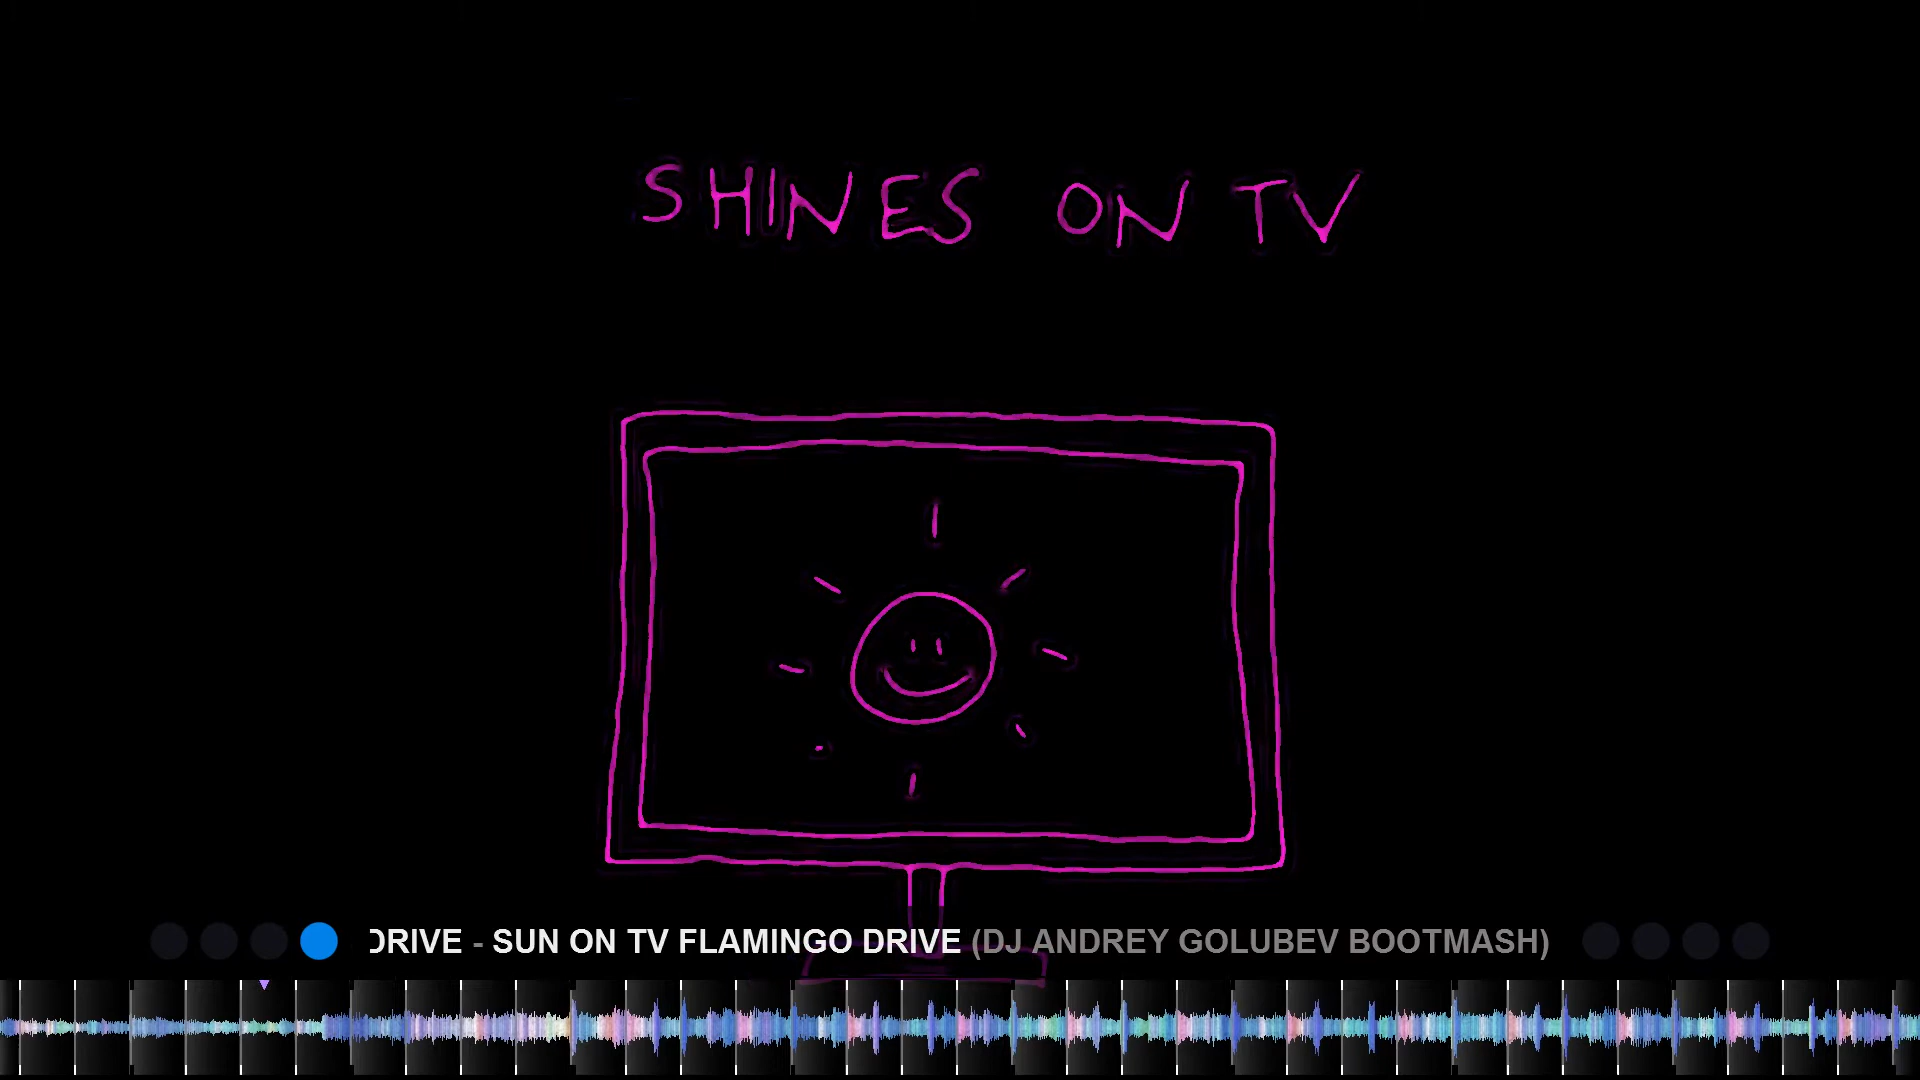 SHINES ON TV
DRIVE - SUN ON TV FLAMINGO DRIVE (DJ ANDREY GOLUBEV BOOTMASH)